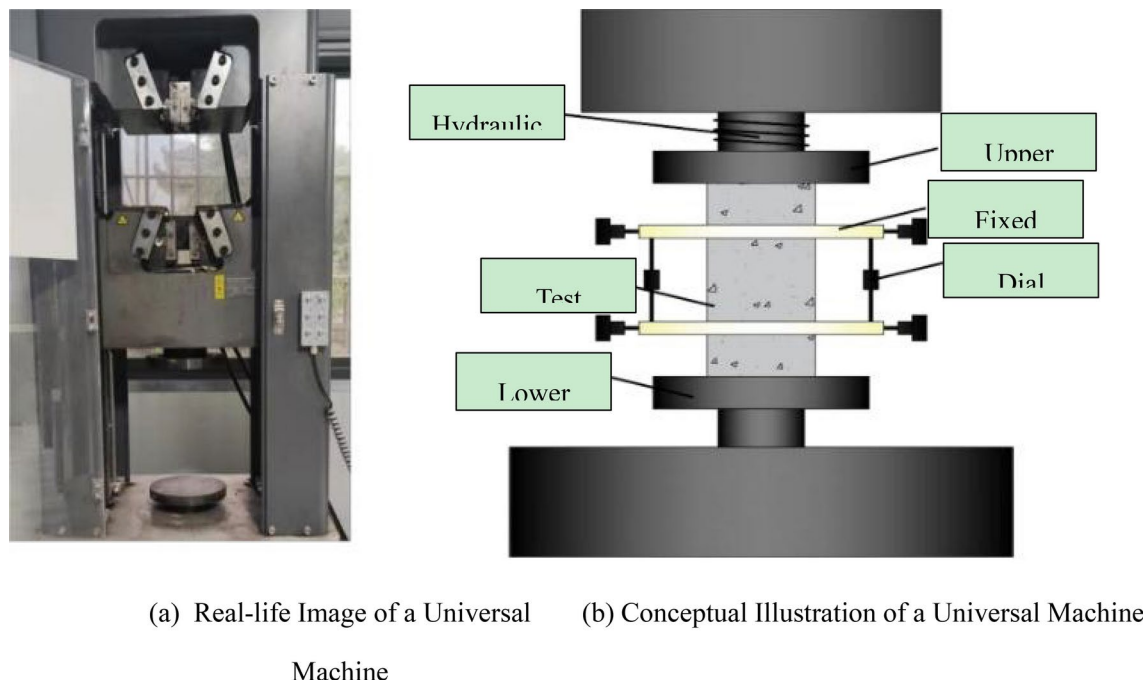 Hydraulic
Upper
Fixed
Dial
Test
Lower
(a) Real-life Image of a Universal
Machine
(b) Conceptual Illustration of a Universal Machine